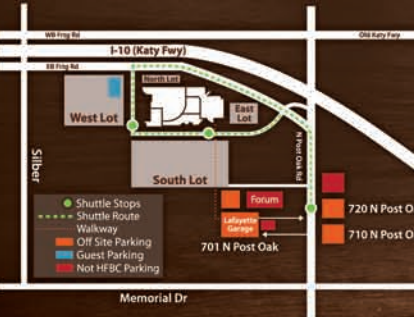 WB Frng Rd
Old Katy Fwy
I-10 (Katy Fwy)
EB Frng Rd
North Lot
West Lot
East
Lot
N Post Oak Rd
Silber
South Lot
Shuttle Stops
Shuttle Route
Walkway
Off Site Parking
Guest Parking
Not HFBC Parking
Forum
Lafayette
Garage
701 N Post Oak
720 N Post O
710 N Post O
Memorial Dr